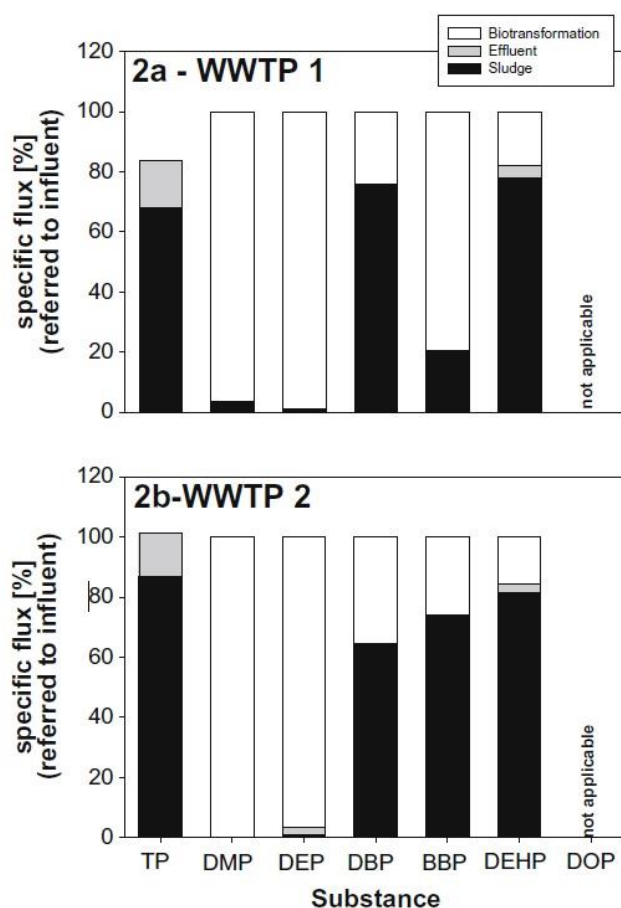 Biotransformation
Effluent
Sludge
2a - WWTP 1
120
100
80
60
40
20
0
specific flux [%]
(referred to influent)
not applicable
2b-WWTP 2
120
100
80
60
40
20
0
specific flux [%]
(referred to influent)
not applicable
TP DMP DEP DBP BBP DEHP DOP
Substance